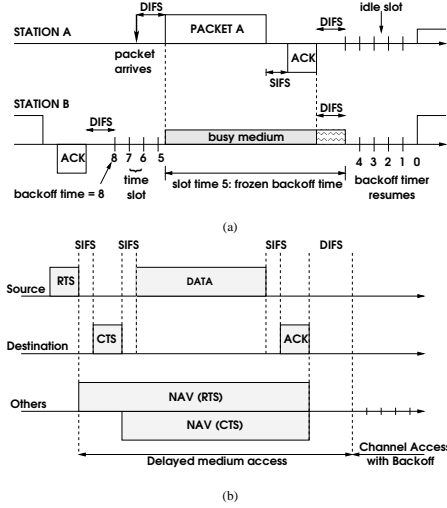 DIFS
idle slot
STATION A
PACKET A
packet
arrives
ACK
SIFS
DIFS
STATION B
DIFS
busy medium
ACK
8 7 6 5
4 3 2 1 0
backoff time = 8
time
slot
slot time 5: frozen backoff time
backoff timer
resumes
(a)
SIFS SIFS SIFS DIFS
Source
RTS
DATA
Destination
CTS
ACK
Others
NAV (RTS)
NAV (CTS)
Delayed medium access
Channel Access
with Backoff
(b)